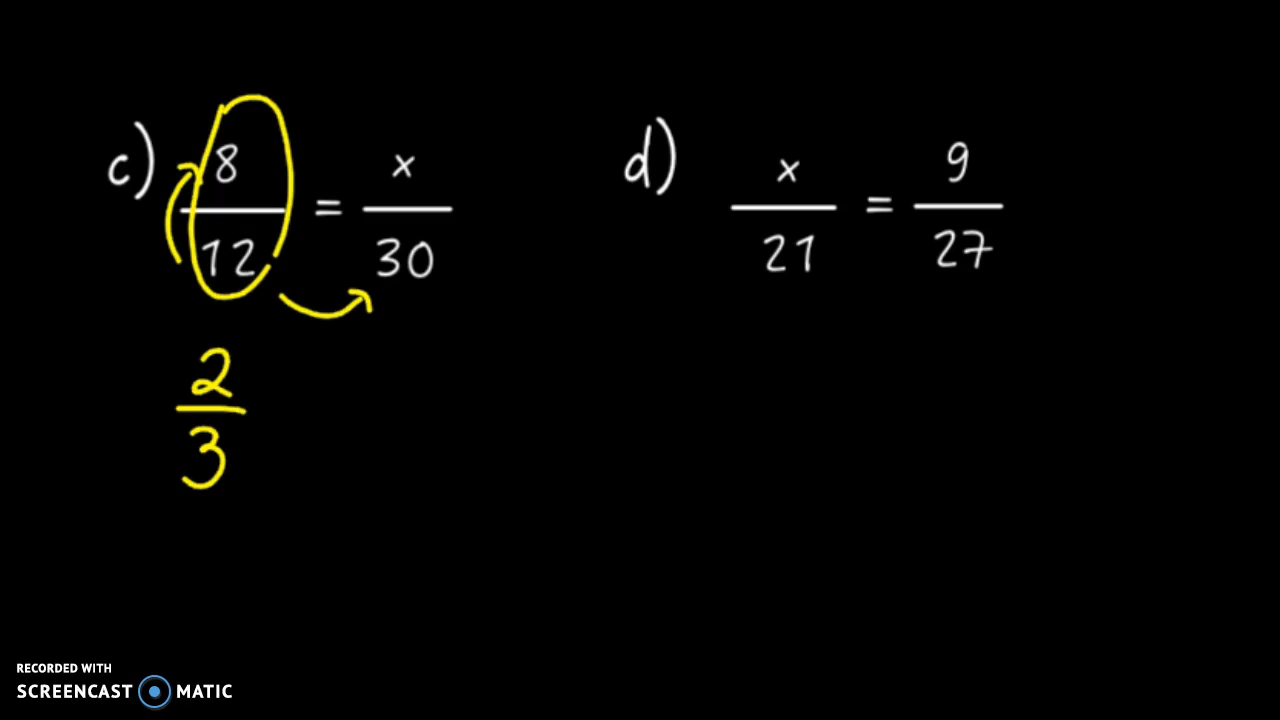 c) 8/12 = x/30
d) x/21 = 9/27
2/3
RECORDED WITH
SCREENCAST MATIC